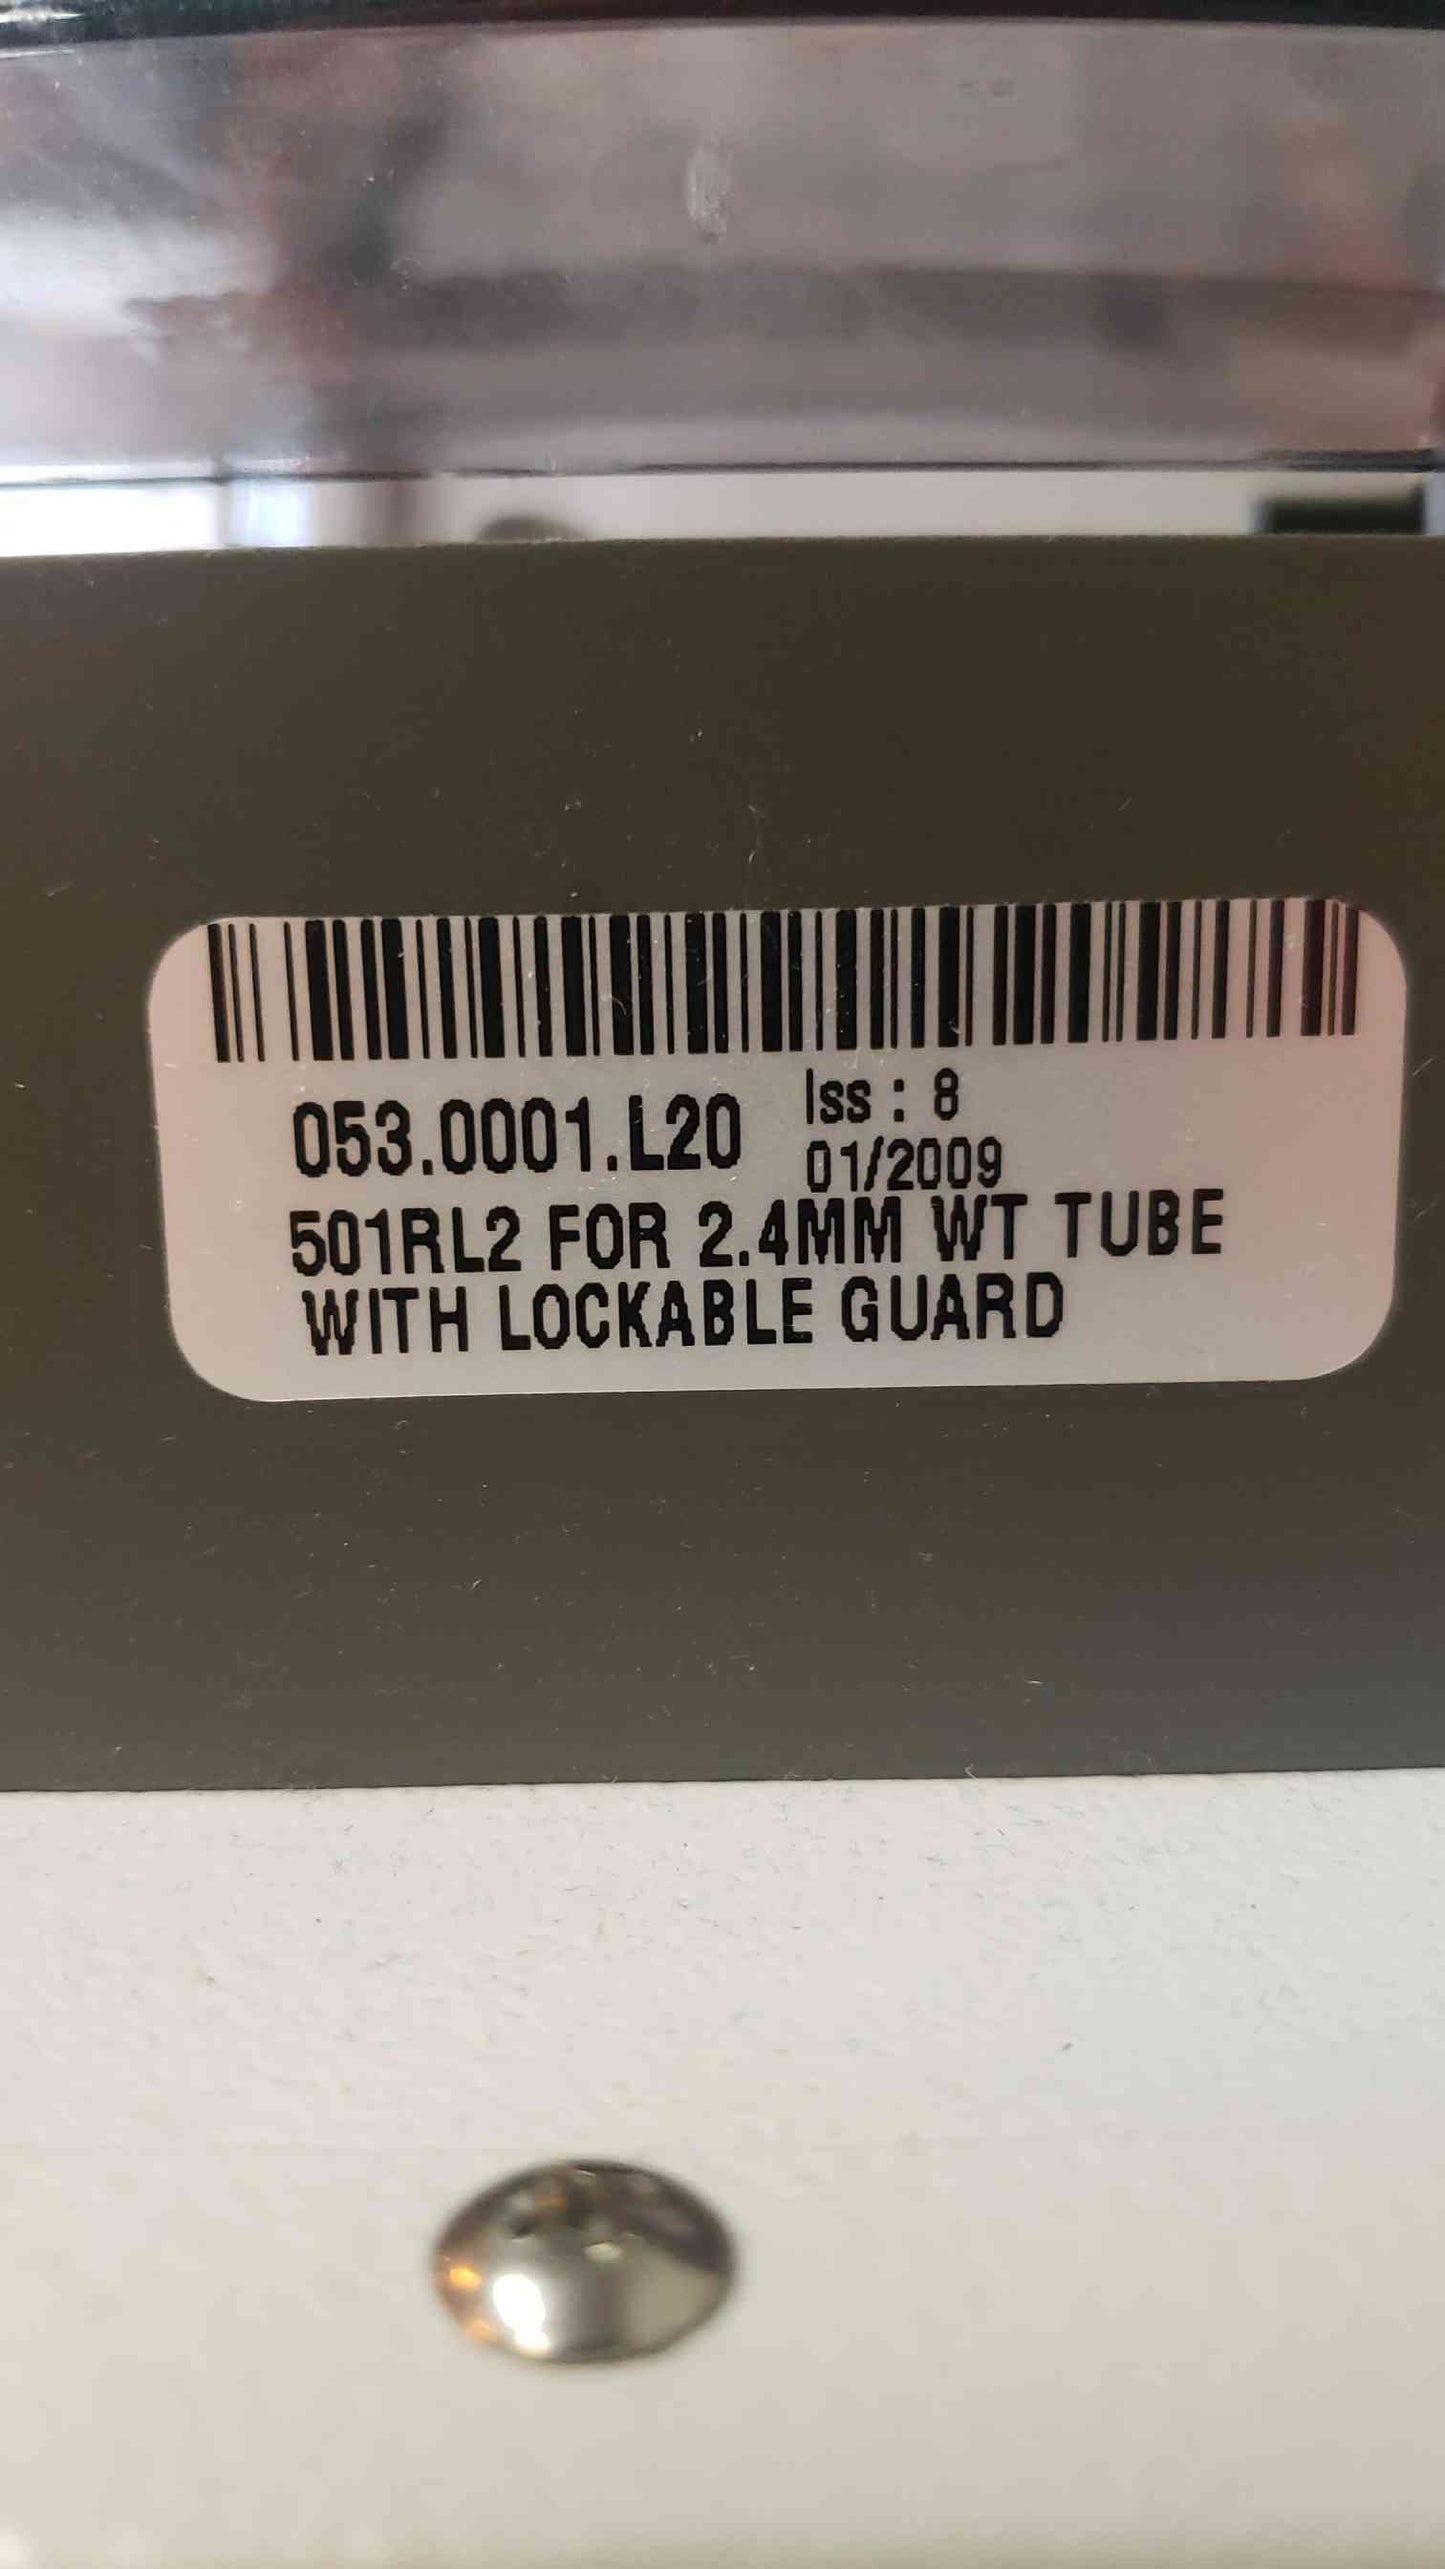 053.0001.L20
Iss : 8
01/2009
501RL2 FOR 2.4MM WT TUBE
WITH LOCKABLE GUARD